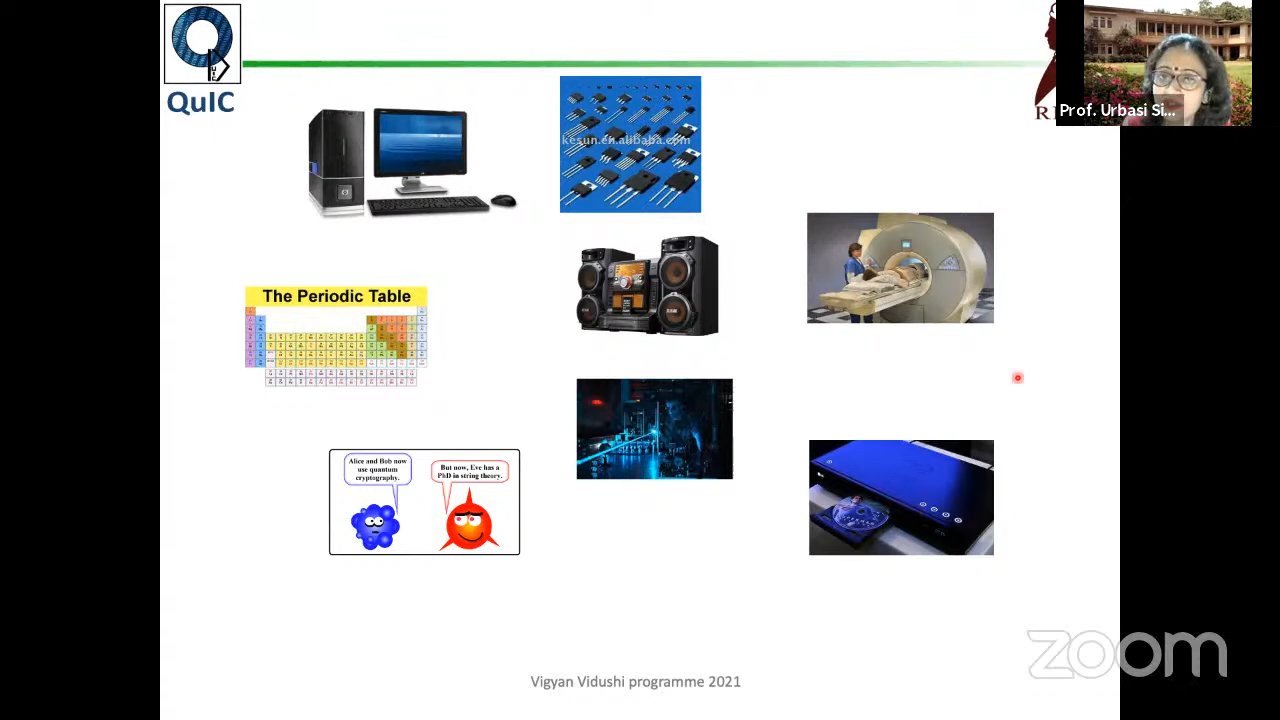 QuIC
kesun.en.alibaba.com
Prof. Urbasi Si...
The Periodic Table
Alice and Bob now
use quantum
cryptography.
But now, Eve has a
PhD in string theory.
Vigyan Vidushi programme 2021
zoom